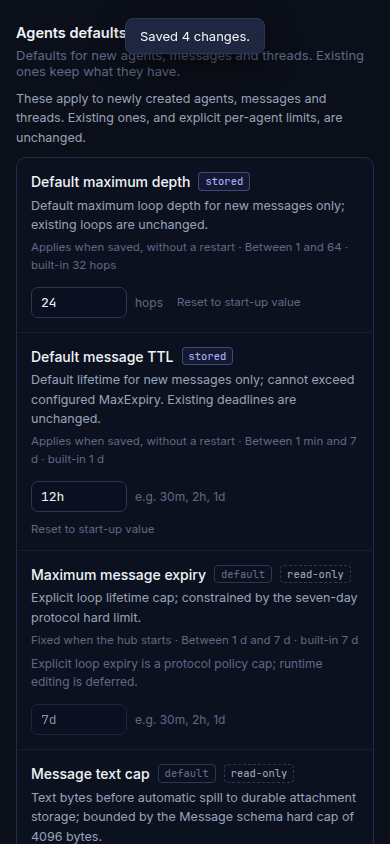 Agents defaults
Saved 4 changes.
Defaults for new agents, messages and threads. Existing
ones keep what they have.
These apply to newly created agents, messages and
threads. Existing ones, and explicit per-agent limits, are
unchanged.
Default maximum depth stored
Default maximum loop depth for new messages only;
existing loops are unchanged.
Applies when saved, without a restart · Between 1 and 64 ·
built-in 32 hops
24 hops Reset to start-up value
Default message TTL stored
Default lifetime for new messages only; cannot exceed
configured MaxExpiry. Existing deadlines are
unchanged.
Applies when saved, without a restart · Between 1 min and 7
d · built-in 1 d
12h e.g. 30m, 2h, 1d
Reset to start-up value
Maximum message expiry default read-only
Explicit loop lifetime cap; constrained by the seven-day
protocol hard limit.
Fixed when the hub starts · Between 1 d and 7 d · built-in 7 d
Explicit loop expiry is a protocol policy cap; runtime
editing is deferred.
7d e.g. 30m, 2h, 1d
Message text cap default read-only
Text bytes before automatic spill to durable attachment
storage; bounded by the Message schema hard cap of
4096 bytes.